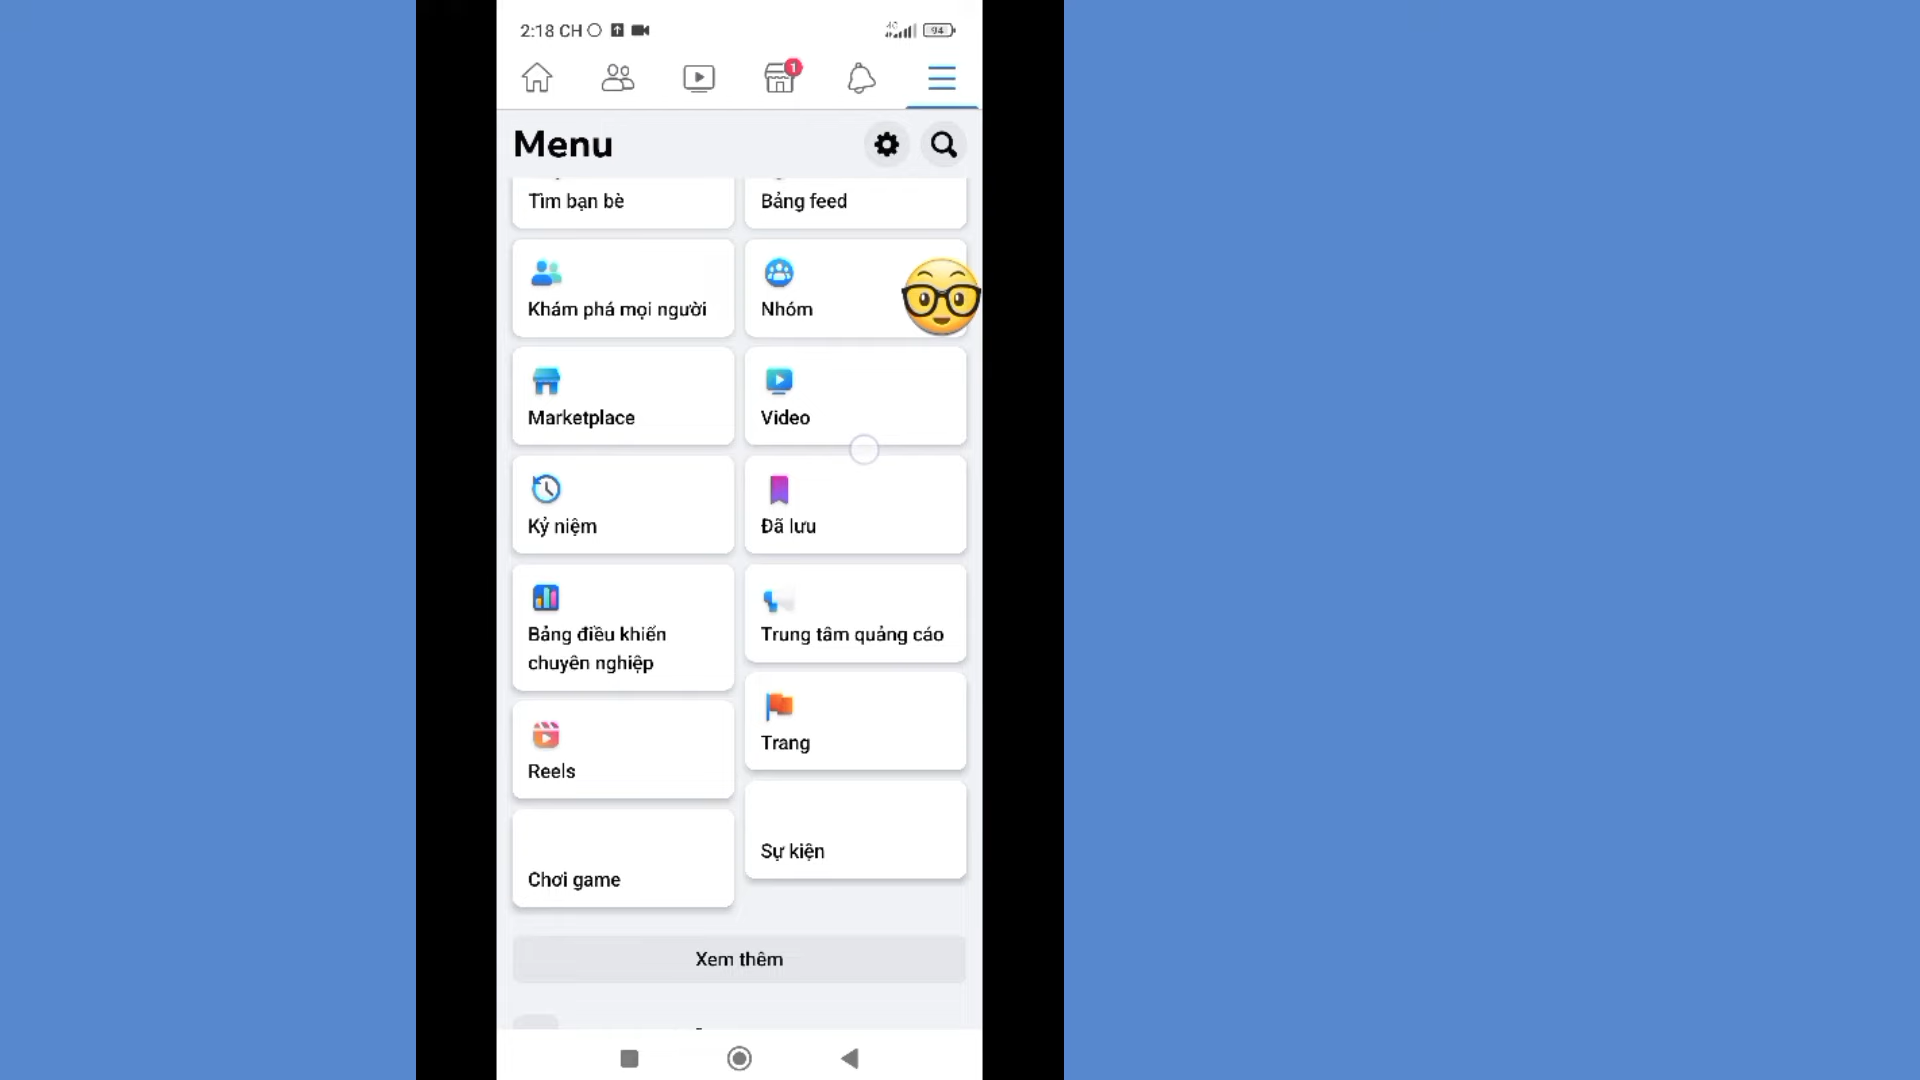 2:18 CH
4G
94
1
Menu
Tìm bạn bè
Bảng feed
Khám phá mọi người
Nhóm
Marketplace
Video
Kỷ niệm
Đã lưu
Bảng điều khiển
chuyên nghiệp
Trung tâm quảng cáo
Trang
Reels
Sự kiện
Chơi game
Xem thêm